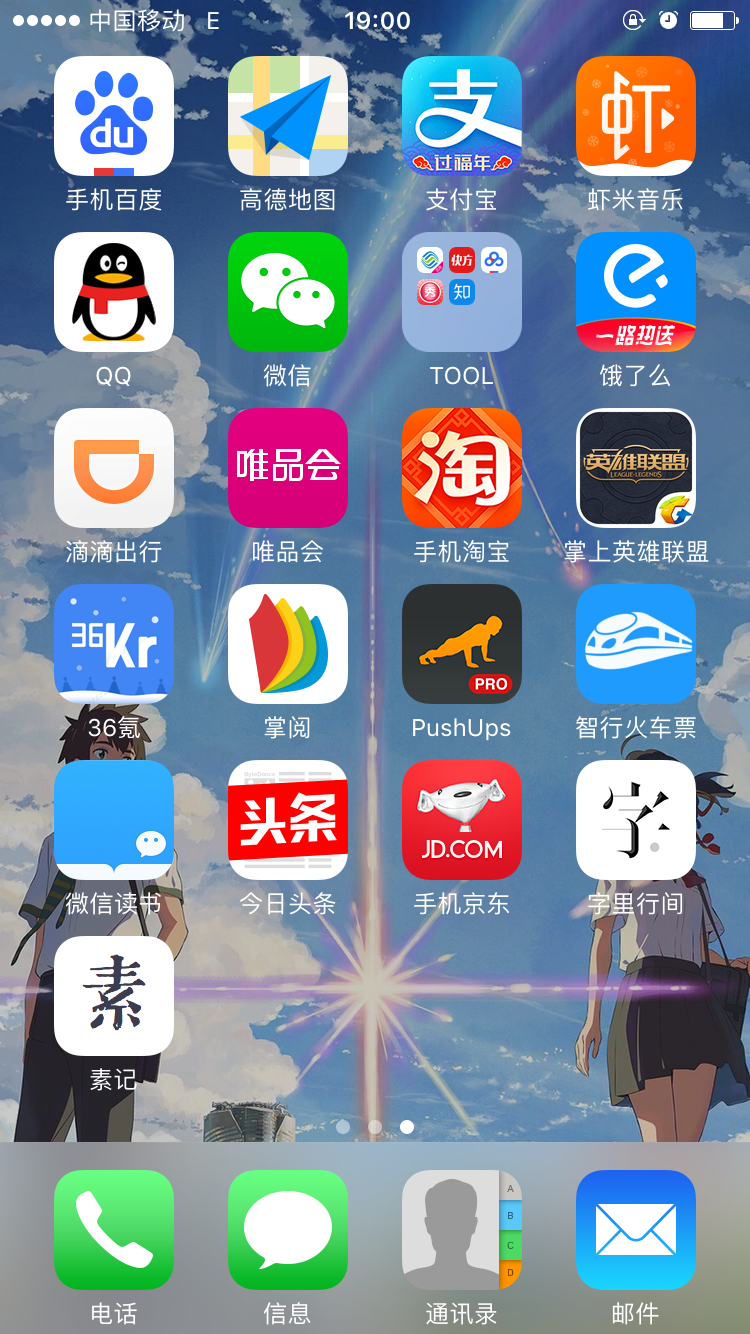 中国移动 E 19:00
du
支
过福年
虾
手机百度 高德地图 支付宝 虾米音乐
快方
秀 知
一路热送
QQ 微信 TOOL 饿了么
唯品会
淘
英雄联盟
LEAGUE LEGENDS
滴滴出行 唯品会 手机淘宝 掌上英雄联盟
36Kr
PRO
36氪 掌阅 PushUps 智行火车票
ByteDance
头条
JD.COM
字
微信读书 今日头条 手机京东 字里行间
素
素记
A
B
C
D
电话 信息 通讯录 邮件